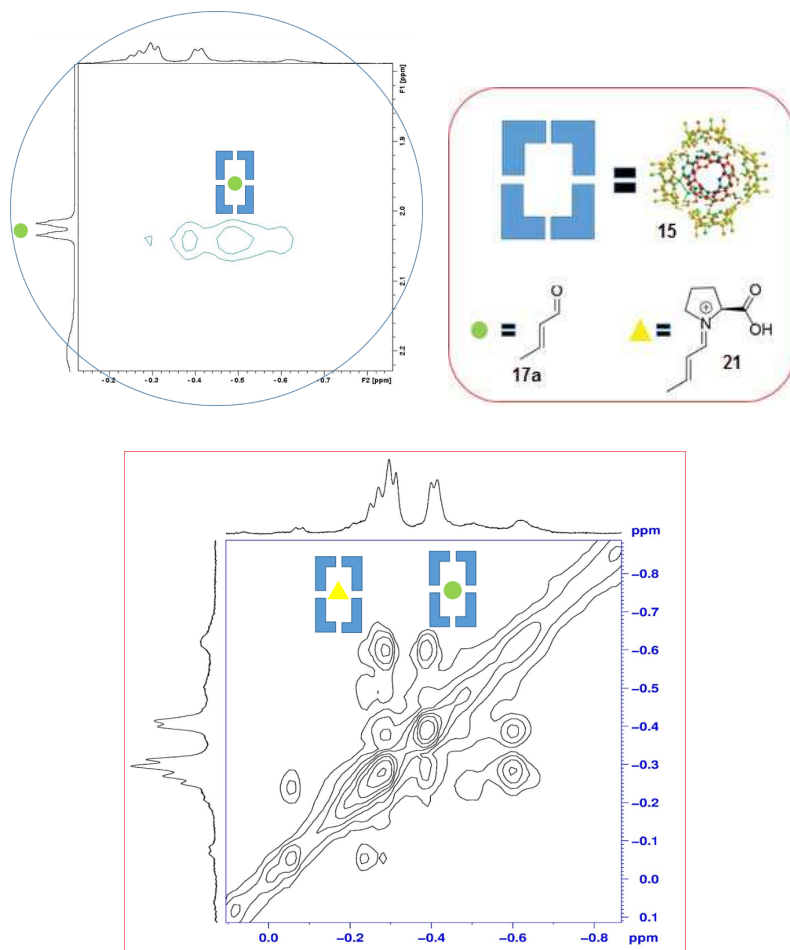 F1 [ppm]
1.9
2.0
2.1
2.2
-0.2 -0.3 -0.4 -0.5 -0.6 -0.7 F2 [ppm]
=
15
O
O
= = N + OH
17a 21
ppm
-0.8
-0.7
-0.6
-0.5
-0.4
-0.3
-0.2
-0.1
0.0
0.1
0.0 -0.2 -0.4 -0.6 -0.8
ppm